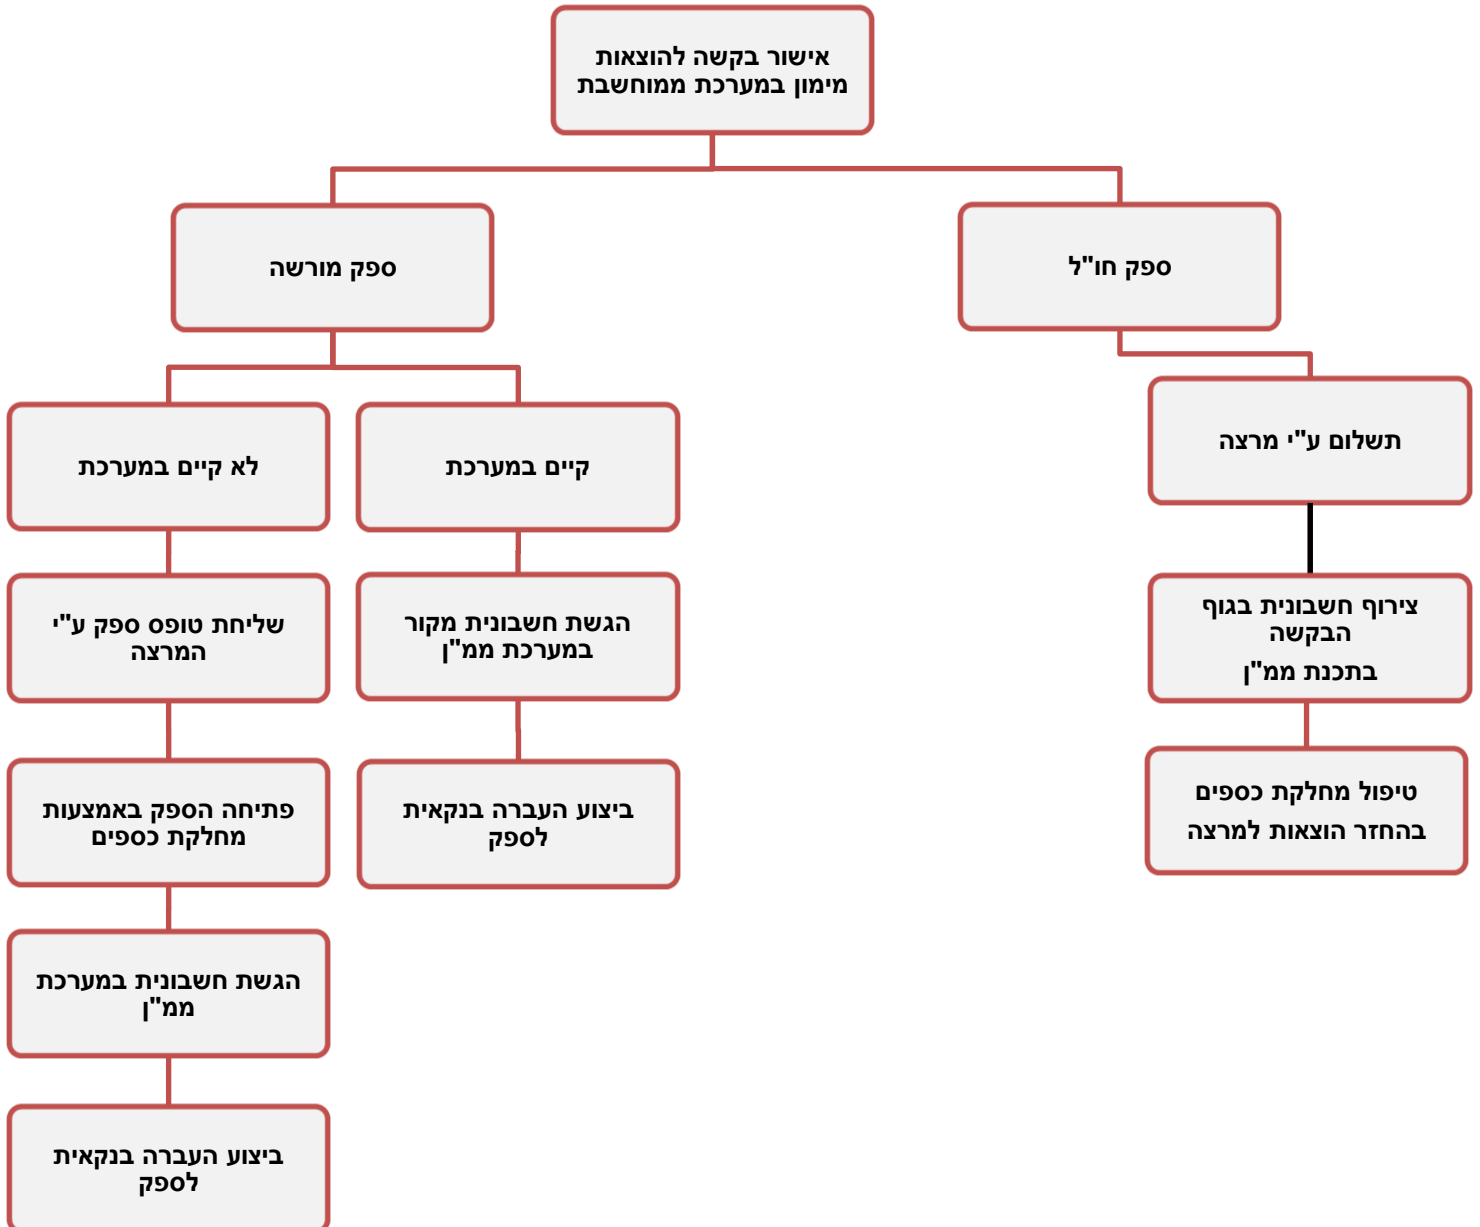 אישור בקשה להוצאות
מימון במערכת ממוחשבת
ספק חו"ל
ספק מורשה
תשלום ע"י מרצה
קיים במערכת
לא קיים במערכת
צירוף חשבונית בגוף
הבקשה
בתכנת ממ"ן
הגשת חשבונית מקור
במערכת ממ"ן
שליחת טופס ספק ע"י
המרצה
טיפול מחלקת כספים
בהחזר הוצאות למרצה
ביצוע העברה בנקאית
לספק
פתיחה הספק באמצעות
מחלקת כספים
הגשת חשבונית במערכת
ממ"ן
ביצוע העברה בנקאית
לספק